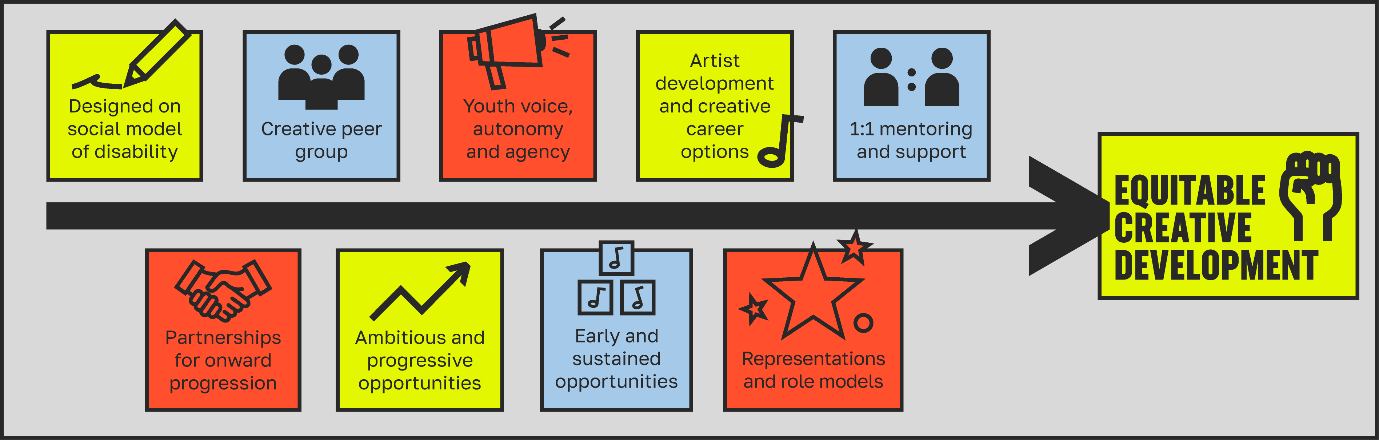 Designed on
social model
of disability
Creative peer
group
Youth voice,
autonomy
and agency
Artist
development
and creative
career
options
1:1 mentoring
and support
EQUITABLE
CREATIVE
DEVELOPMENT
Partnerships
for onward
progression
Ambitious and
progressive
opportunities
Early and
sustained
opportunities
Representations
and role models